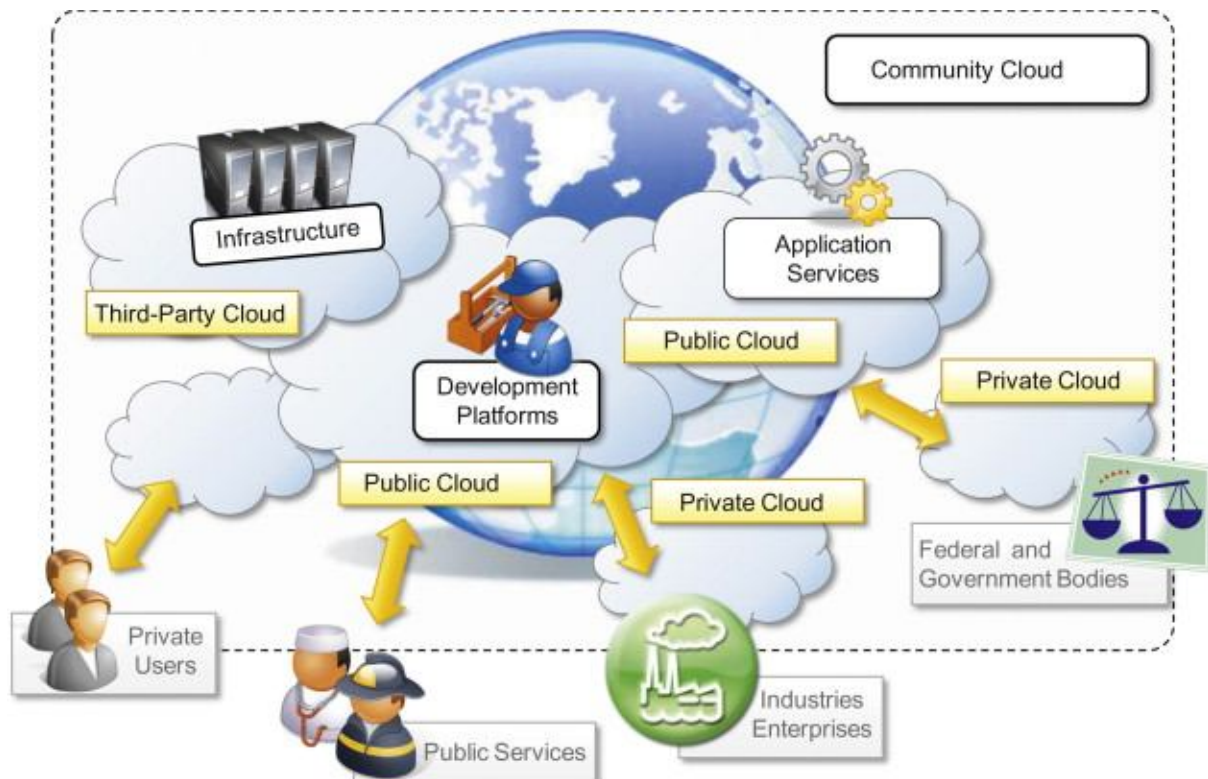 Community Cloud
Infrastructure
Application
Services
Third-Party Cloud
Public Cloud
Development
Platforms
Private Cloud
Public Cloud
Private Cloud
Federal and
Government Bodies
Private
Users
Industries
Enterprises
Public Services